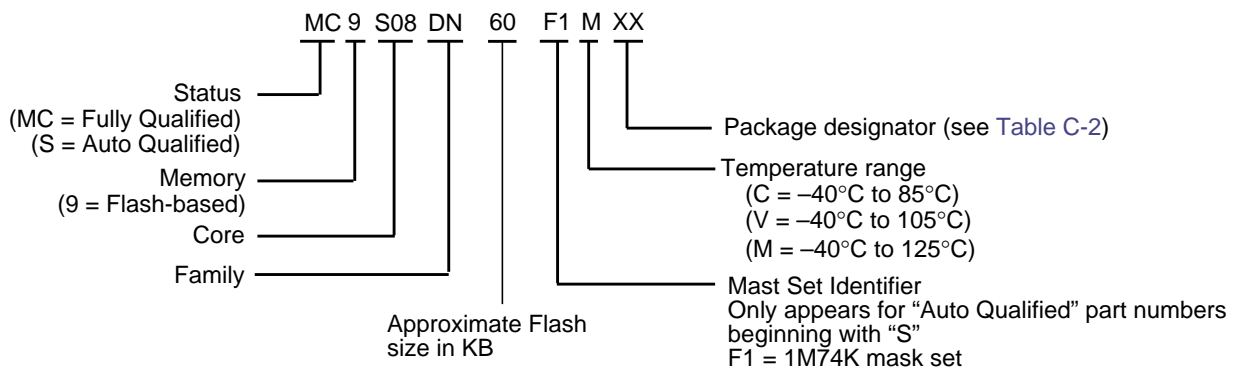 MC 9 S08 DN 60 F1 M XX
Status
(MC = Fully Qualified)
(S = Auto Qualified)
Memory
(9 = Flash-based)
Core
Family
Approximate Flash
size in KB
Package designator (see Table C-2)
Temperature range
(C = –40°C to 85°C)
(V = –40°C to 105°C)
(M = –40°C to 125°C)
Mast Set Identifier
Only appears for “Auto Qualified” part numbers
beginning with “S”
F1 = 1M74K mask set